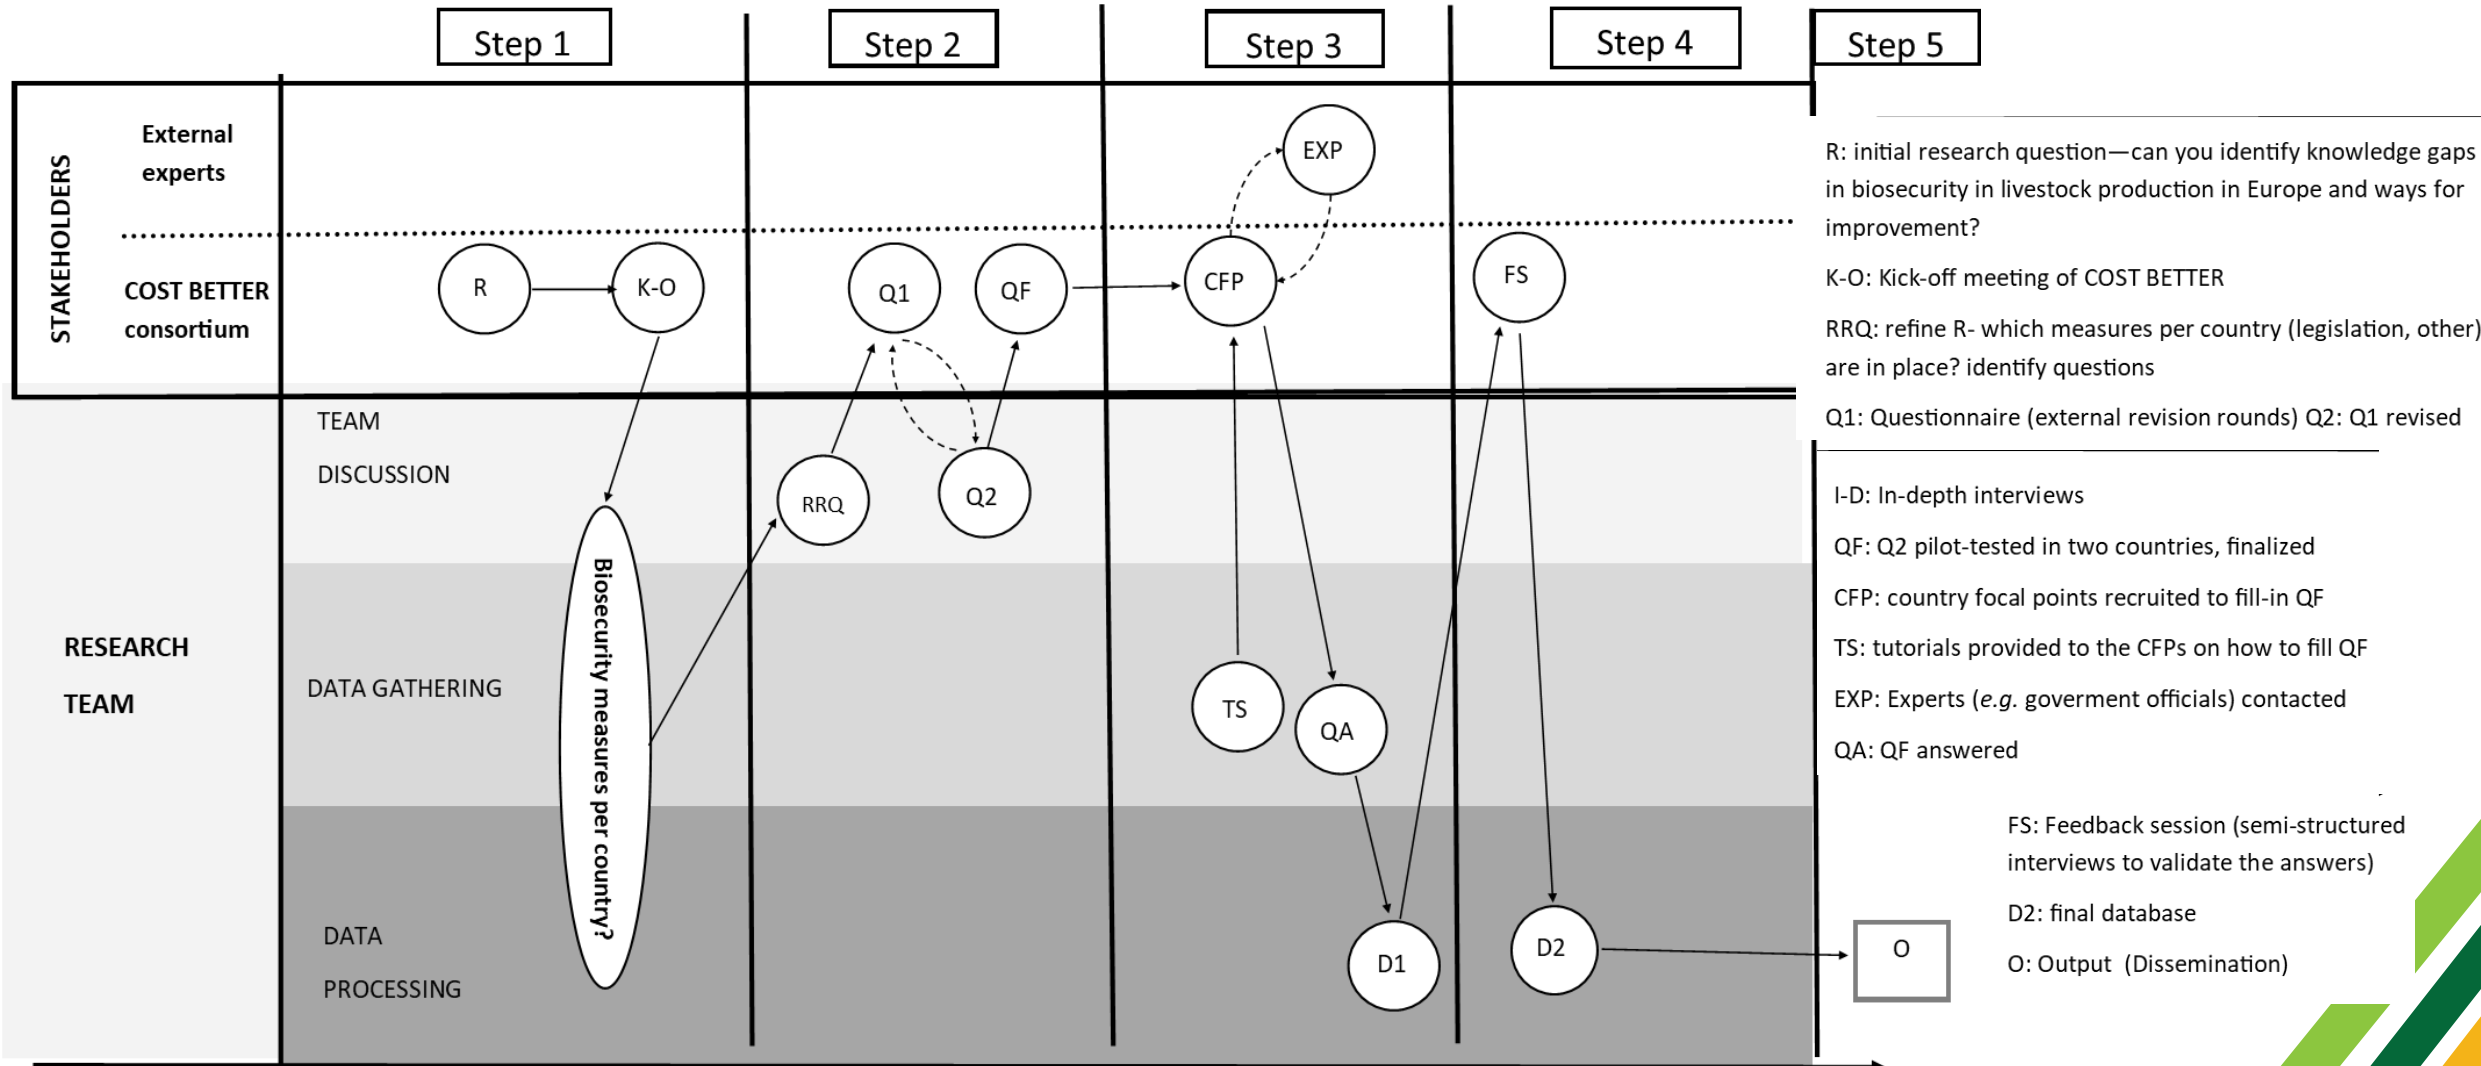 Step 1
Step 2
Step 3
Step 4
Step 5
STAKEHOLDERS
External
experts
COST BETTER
consortium
EXP
R
K-O
Q1
QF
CFP
FS
TEAM
DISCUSSION
RRQ
Q2
RESEARCH
TEAM
DATA GATHERING
Biosecurity measures per country?
TS
QA
DATA
PROCESSING
D1
D2
O
R: initial research question—can you identify knowledge gaps
in biosecurity in livestock production in Europe and ways for
improvement?
K-O: Kick-off meeting of COST BETTER
RRQ: refine R- which measures per country (legislation, other)
are in place? identify questions
Q1: Questionnaire (external revision rounds) Q2: Q1 revised
I-D: In-depth interviews
QF: Q2 pilot-tested in two countries, finalized
CFP: country focal points recruited to fill-in QF
TS: tutorials provided to the CFPs on how to fill QF
EXP: Experts (e.g. goverment officials) contacted
QA: QF answered
FS: Feedback session (semi-structured
interviews to validate the answers)
D2: final database
O: Output (Dissemination)